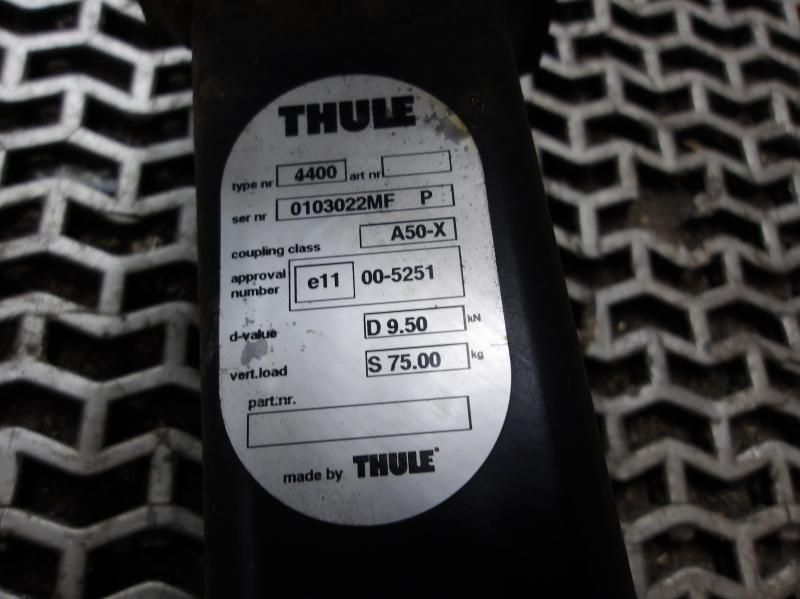 THULE
type nr 4400 art nr
ser nr 0103022MF P
coupling class A50-X
approval number e11 00-5251
d-value D 9.50 kN
vert.load S 75.00 kg
part.nr.
made by THULE